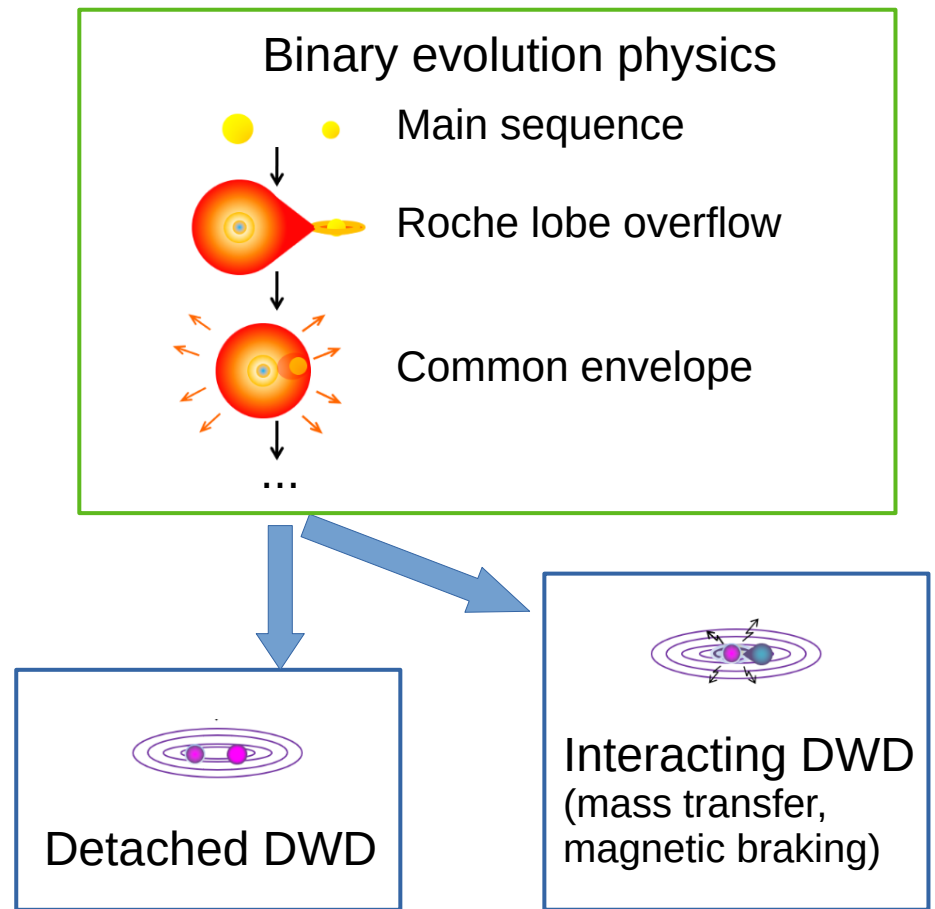 Binary evolution physics
Main sequence
Roche lobe overflow
Common envelope
...
Detached DWD
Interacting DWD
(mass transfer,
magnetic braking)